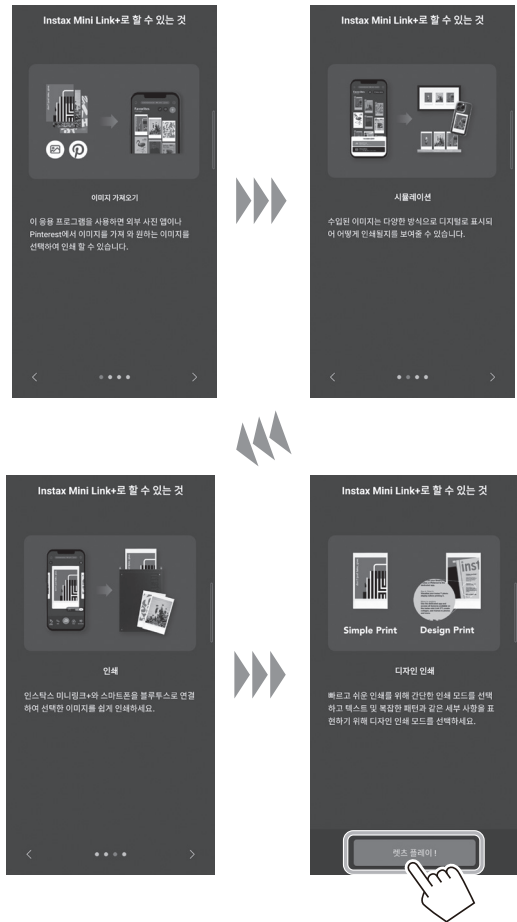 Instax Mini Link+로 할 수 있는 것
이미지 가져오기
이 응용 프로그램을 사용하면 외부 사진 앱이나
Pinterest에서 이미지를 가져 와 원하는 이미지를
선택하여 인쇄 할 수 있습니다.
Instax Mini Link+로 할 수 있는 것
시뮬레이션
수입된 이미지는 다양한 방식으로 디지털로 표시되
어 어떻게 인쇄될지를 보여줄 수 있습니다.
Instax Mini Link+로 할 수 있는 것
인쇄
인스탁스 미니링크+와 스마트폰을 블루투스로 연결
하여 선택한 이미지를 쉽게 인쇄하세요.
Instax Mini Link+로 할 수 있는 것
inst
Simple Print
Design Print
디자인 인쇄
빠르고 쉬운 인쇄를 위해 간단한 인쇄 모드를 선택
하고 텍스트 및 복잡한 패턴과 같은 세부 사항을 표
현하기 위해 디자인 인쇄 모드를 선택하세요.
렛츠 플레이 !